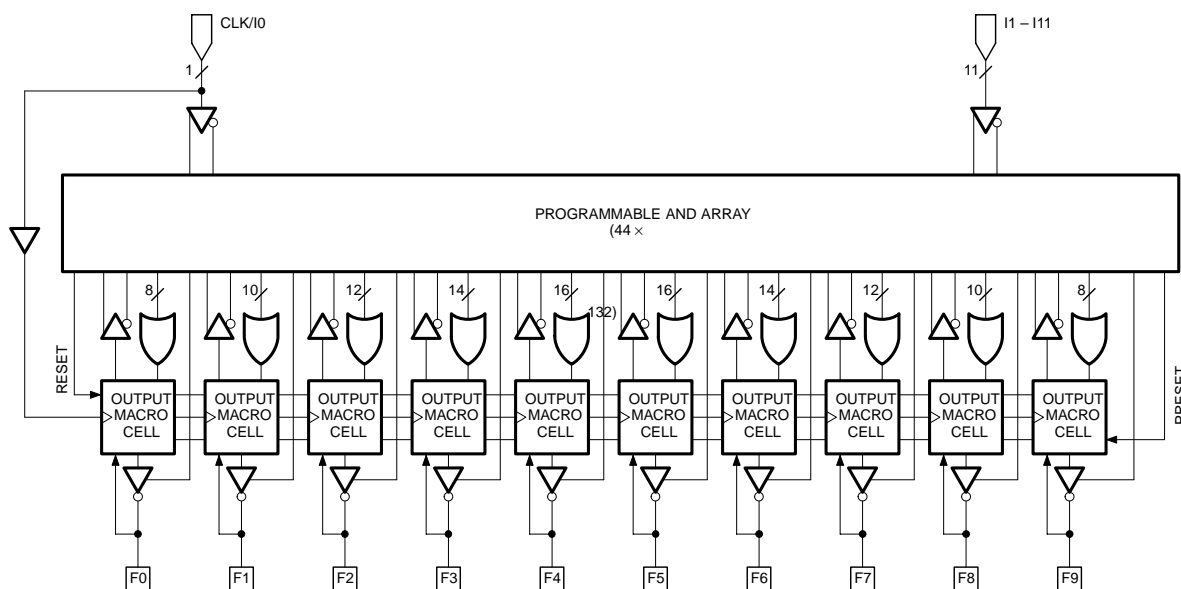 CLK/I0
I1 – I11
1
11
PROGRAMMABLE AND ARRAY
(44 ×
8
10
12
14
16
16
14
12
10
8
132)
RESET
PRESET
OUTPUT
MACRO
CELL
OUTPUT
MACRO
CELL
OUTPUT
MACRO
CELL
OUTPUT
MACRO
CELL
OUTPUT
MACRO
CELL
OUTPUT
MACRO
CELL
OUTPUT
MACRO
CELL
OUTPUT
MACRO
CELL
OUTPUT
MACRO
CELL
OUTPUT
MACRO
CELL
F0
F1
F2
F3
F4
F5
F6
F7
F8
F9